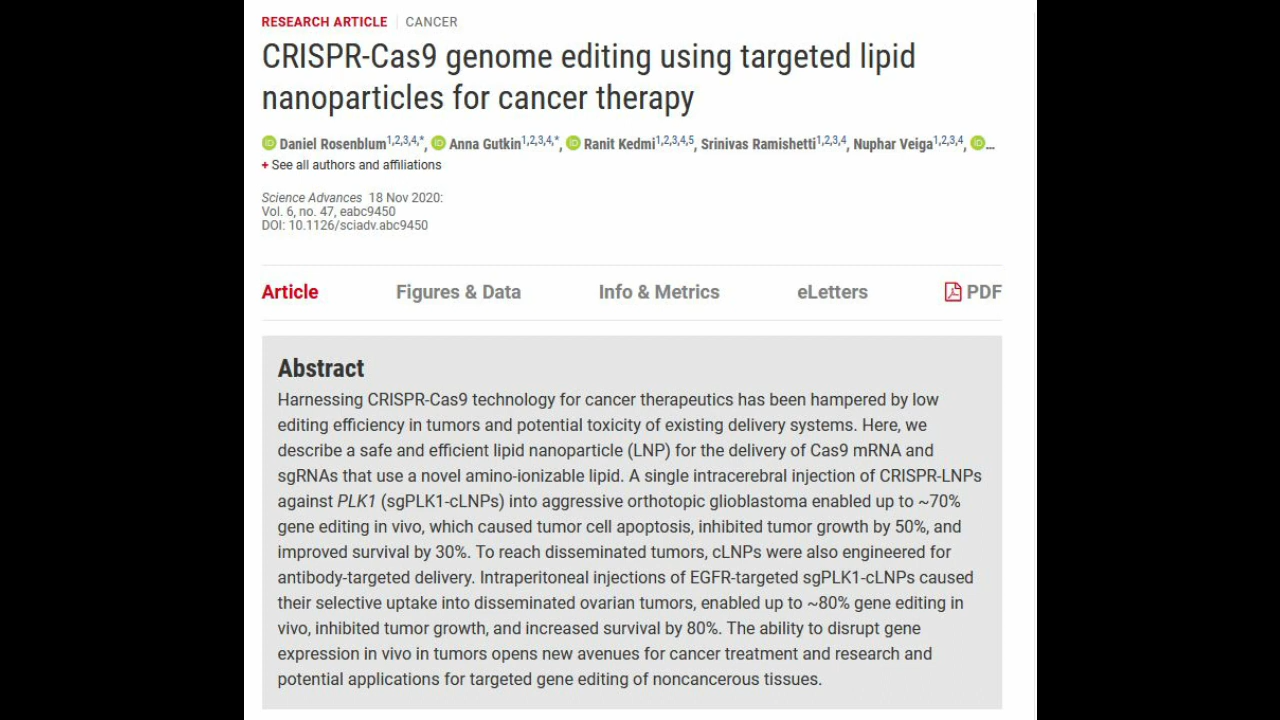 RESEARCH ARTICLE CANCER
CRISPR-Cas9 genome editing using targeted lipid
nanoparticles for cancer therapy
Daniel Rosenblum1,2,3,4,*, Anna Gutkin1,2,3,4,*, Ranit Kedmi1,2,3,4,5, Srinivas Ramishetti1,2,3,4, Nuphar Veiga1,2,3,4, ...
+ See all authors and affiliations
Science Advances 18 Nov 2020:
Vol. 6, no. 47, eabc9450
DOI: 10.1126/sciadv.abc9450
Article Figures & Data Info & Metrics eLetters PDF
Abstract
Harnessing CRISPR-Cas9 technology for cancer therapeutics has been hampered by low
editing efficiency in tumors and potential toxicity of existing delivery systems. Here, we
describe a safe and efficient lipid nanoparticle (LNP) for the delivery of Cas9 mRNA and
sgRNAs that use a novel amino-ionizable lipid. A single intracerebral injection of CRISPR-LNPs
against PLK1 (sgPLK1-cLNPs) into aggressive orthotopic glioblastoma enabled up to ~70%
gene editing in vivo, which caused tumor cell apoptosis, inhibited tumor growth by 50%, and
improved survival by 30%. To reach disseminated tumors, cLNPs were also engineered for
antibody-targeted delivery. Intraperitoneal injections of EGFR-targeted sgPLK1-cLNPs caused
their selective uptake into disseminated ovarian tumors, enabled up to ~80% gene editing in
vivo, inhibited tumor growth, and increased survival by 80%. The ability to disrupt gene
expression in vivo in tumors opens new avenues for cancer treatment and research and
potential applications for targeted gene editing of noncancerous tissues.